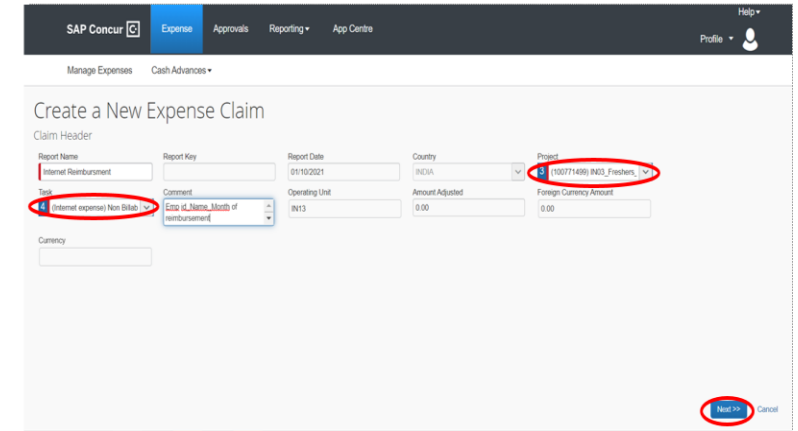 Help
SAP Concur C Expense Approvals Reporting App Centre
Profile
Manage Expenses Cash Advances
Create a New Expense Claim
Claim Header
Report Name Report Key Report Date Country Project
Internet Reimbursment 01/10/2021 INDIA 3 (100771499) IN03_Freshers_
Task Comment Operating Unit Amount Adjusted Foreign Currency Amount
4 (Internet expense) Non Billab Emp id_Name_Month of IN13 0.00 0.00
reimbursement
Currency
Next >> Cancel